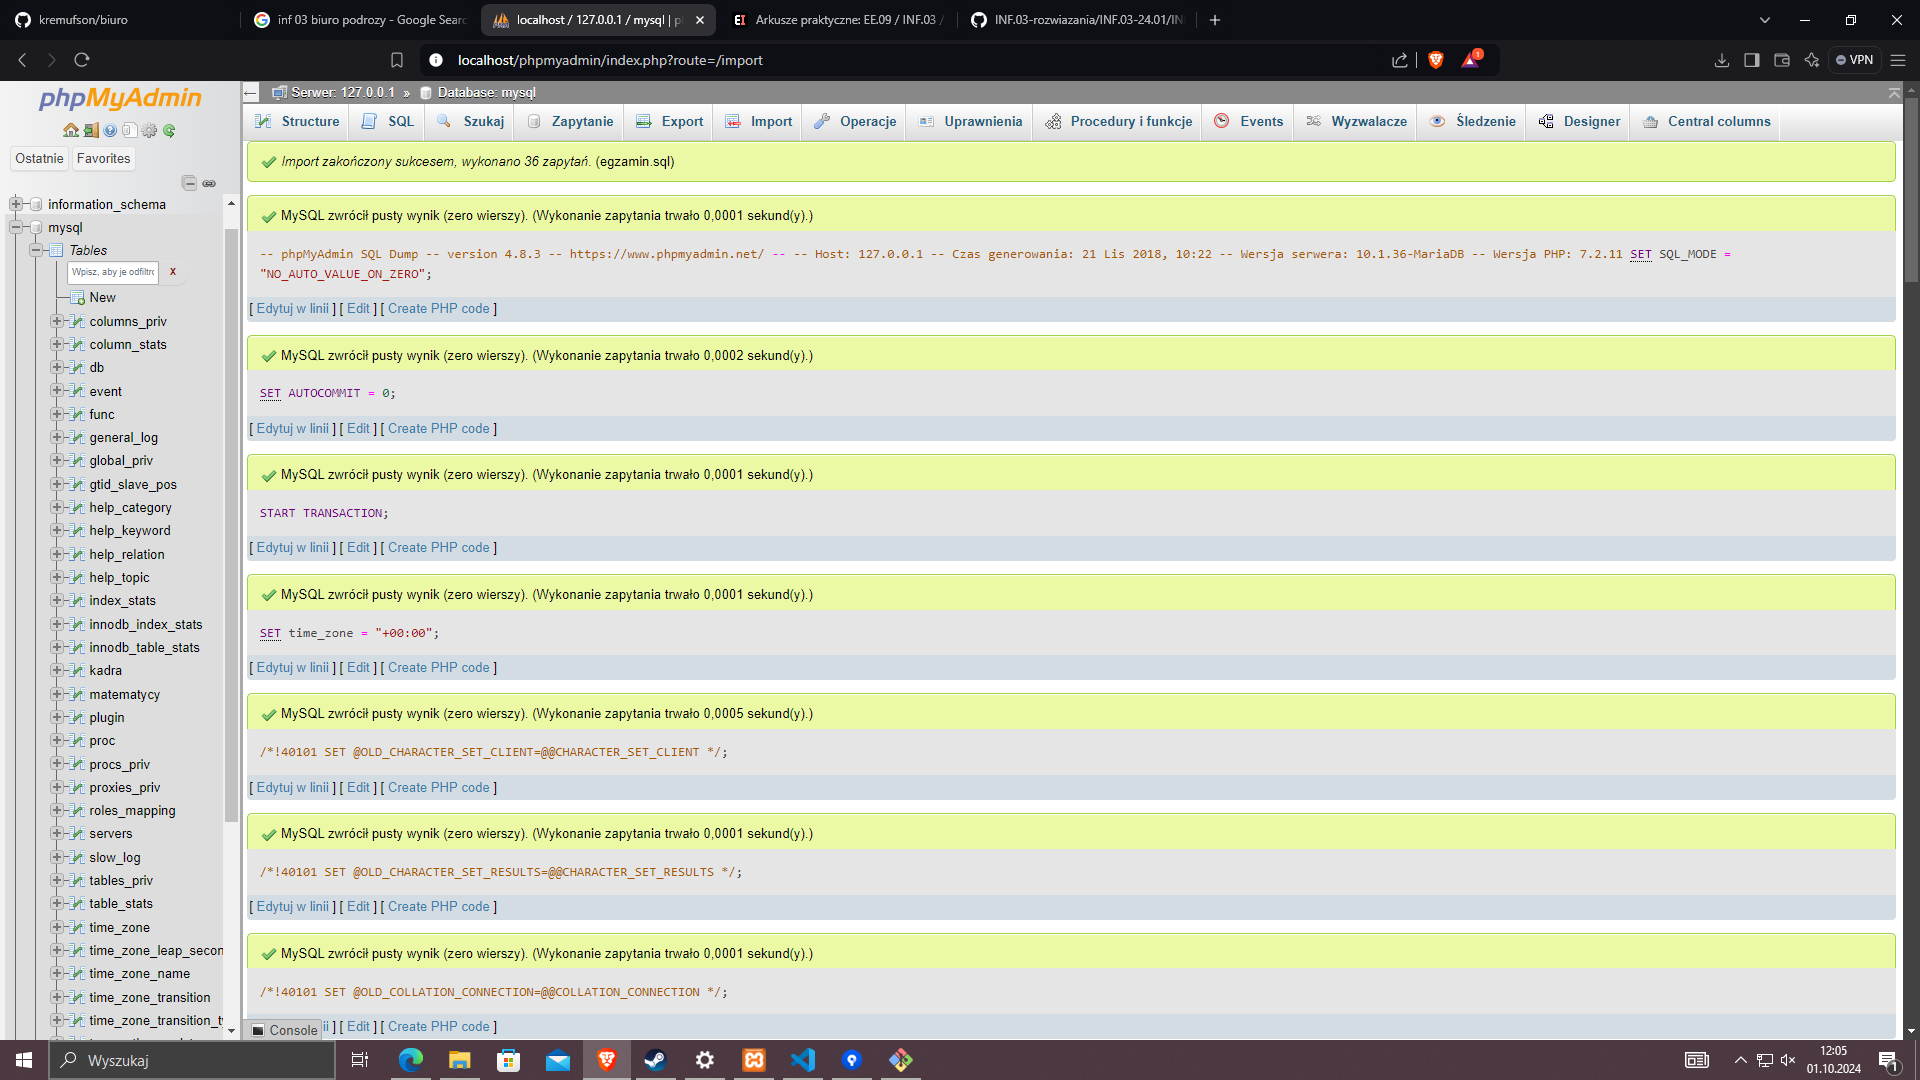 kremufson/biuro
inf 03 biuro podrozy - Google Sear
localhost / 127.0.0.1 / mysql | p
Arkusze praktyczne: EE.09 / INF.03 /
INF.03-rozwiazania/INF.03-24.01/IN
localhost/phpmyadmin/index.php?route=/import
1
VPN
phpMyAdmin
Ostatnie
Favorites
information_schema
mysql
Tables
Wpisz, aby je odfiltro
X
New
columns_priv
column_stats
db
event
func
general_log
global_priv
gtid_slave_pos
help_category
help_keyword
help_relation
help_topic
index_stats
innodb_index_stats
innodb_table_stats
kadra
matematycy
plugin
proc
procs_priv
proxies_priv
roles_mapping
servers
slow_log
tables_priv
table_stats
time_zone
time_zone_leap_secon
time_zone_name
time_zone_transition
time_zone_transition_t
Serwer: 127.0.0.1 » Database: mysql
Structure
SQL
Szukaj
Zapytanie
Export
Import
Operacje
Uprawnienia
Procedury i funkcje
Events
Wyzwalacze
Śledzenie
Designer
Central columns
Import zakończony sukcesem, wykonano 36 zapytań. (egzamin.sql)
MySQL zwrócił pusty wynik (zero wierszy). (Wykonanie zapytania trwało 0,0001 sekund(y).)
-- phpMyAdmin SQL Dump -- version 4.8.3 -- https://www.phpmyadmin.net/ -- -- Host: 127.0.0.1 -- Czas generowania: 21 Lis 2018, 10:22 -- Wersja serwera: 10.1.36-MariaDB -- Wersja PHP: 7.2.11 SET SQL_MODE =
"NO_AUTO_VALUE_ON_ZERO";
[ Edytuj w linii ] [ Edit ] [ Create PHP code ]
MySQL zwrócił pusty wynik (zero wierszy). (Wykonanie zapytania trwało 0,0002 sekund(y).)
SET AUTOCOMMIT = 0;
[ Edytuj w linii ] [ Edit ] [ Create PHP code ]
MySQL zwrócił pusty wynik (zero wierszy). (Wykonanie zapytania trwało 0,0001 sekund(y).)
START TRANSACTION;
[ Edytuj w linii ] [ Edit ] [ Create PHP code ]
MySQL zwrócił pusty wynik (zero wierszy). (Wykonanie zapytania trwało 0,0001 sekund(y).)
SET time_zone = "+00:00";
[ Edytuj w linii ] [ Edit ] [ Create PHP code ]
MySQL zwrócił pusty wynik (zero wierszy). (Wykonanie zapytania trwało 0,0005 sekund(y).)
/*!40101 SET @OLD_CHARACTER_SET_CLIENT=@@CHARACTER_SET_CLIENT */;
[ Edytuj w linii ] [ Edit ] [ Create PHP code ]
MySQL zwrócił pusty wynik (zero wierszy). (Wykonanie zapytania trwało 0,0001 sekund(y).)
/*!40101 SET @OLD_CHARACTER_SET_RESULTS=@@CHARACTER_SET_RESULTS */;
[ Edytuj w linii ] [ Edit ] [ Create PHP code ]
MySQL zwrócił pusty wynik (zero wierszy). (Wykonanie zapytania trwało 0,0001 sekund(y).)
/*!40101 SET @OLD_COLLATION_CONNECTION=@@COLLATION_CONNECTION */;
Console
ii ] [ Edit ] [ Create PHP code ]
Wyszukaj
12:05
01.10.2024
1